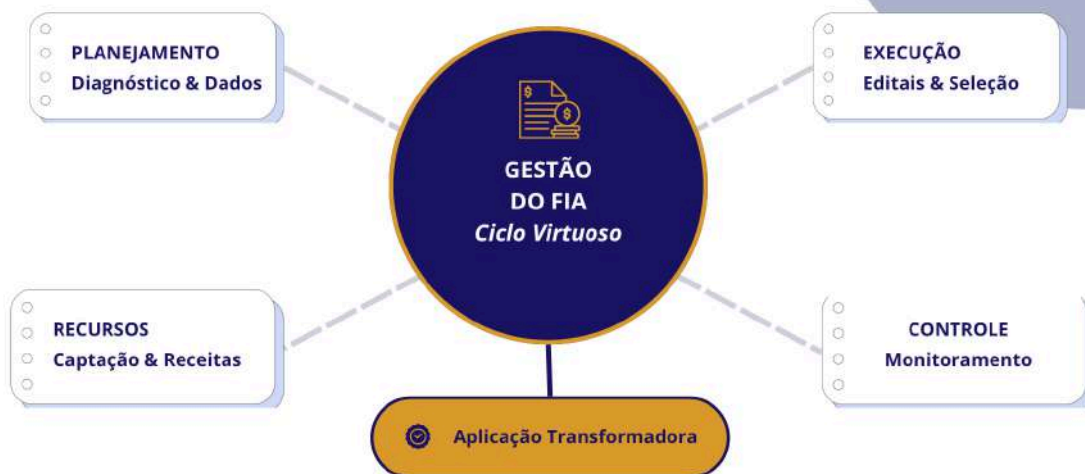 PLANEJAMENTO
Diagnóstico & Dados
EXECUÇÃO
Editais & Seleção
$
$
GESTÃO
DO FIA
Ciclo Virtuoso
RECURSOS
Captação & Receitas
CONTROLE
Monitoramento
Aplicação Transformadora